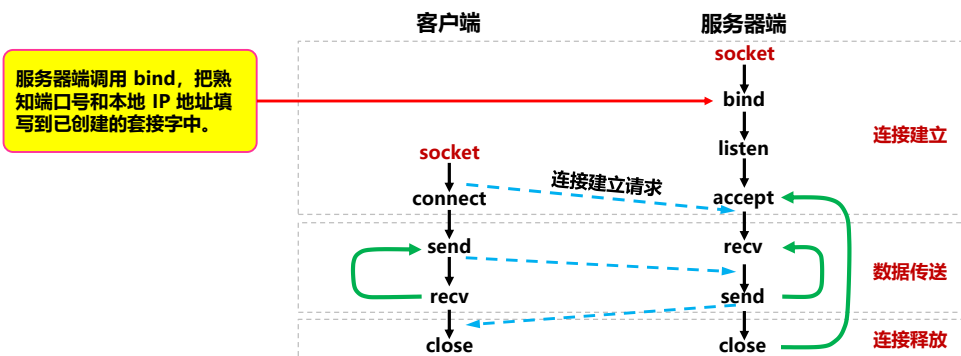 客户端
服务器端
socket
服务器端调用 bind，把熟
知端口号和本地 IP 地址填
写到已创建的套接字中。
bind
连接建立
listen
socket
连接建立请求
connect
accept
send
recv
数据传送
recv
send
close
close
连接释放